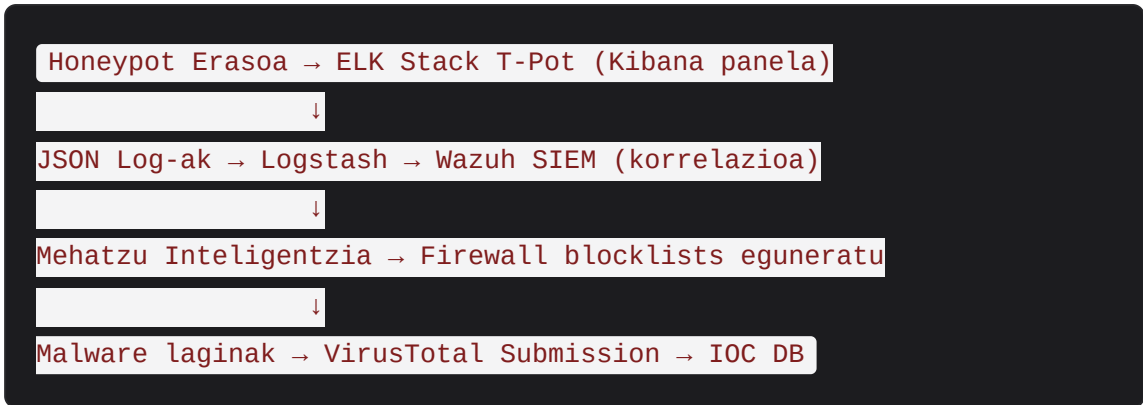 Honeypot Erasoa → ELK Stack T-Pot (Kibana panela)
↓
JSON Log-ak → Logstash → Wazuh SIEM (korrelazioa)
↓
Mehatzu Inteligentzia → Firewall blocklists eguneratu
↓
Malware laginak → VirusTotal Submission → IOC DB